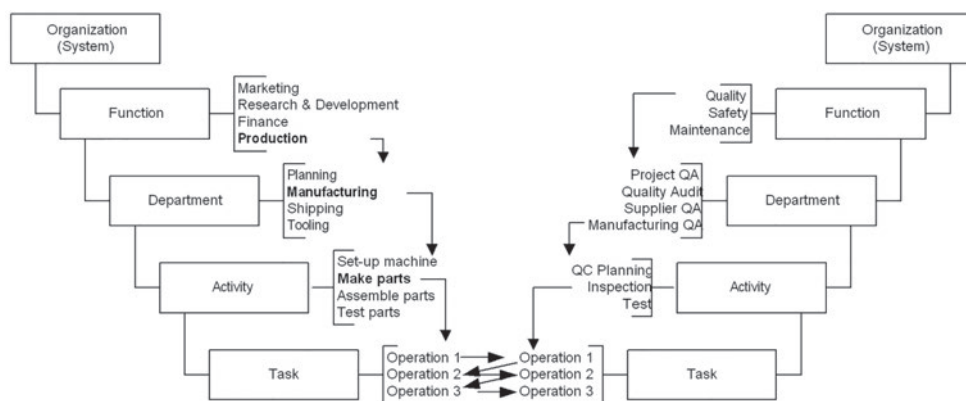 Organization
(System)
Organization
(System)
Function
Marketing
Research & Development
Finance
Production
Quality
Safety
Maintenance
Function
Department
Planning
Manufacturing
Shipping
Tooling
Project QA
Quality Audit
Supplier QA
Manufacturing QA
Department
Activity
Set-up machine
Make parts
Assemble parts
Test parts
QC Planning
Inspection
Test
Activity
Task
Operation 1
Operation 2
Operation 3
Operation 1
Operation 2
Operation 3
Task